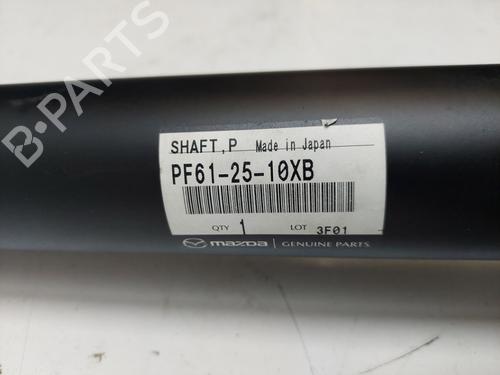 B-PARTS
SHAFT,P Made in Japan
PF61-25-10XB
QTY 1 LOT 3F01
mazda GENUINE PARTS